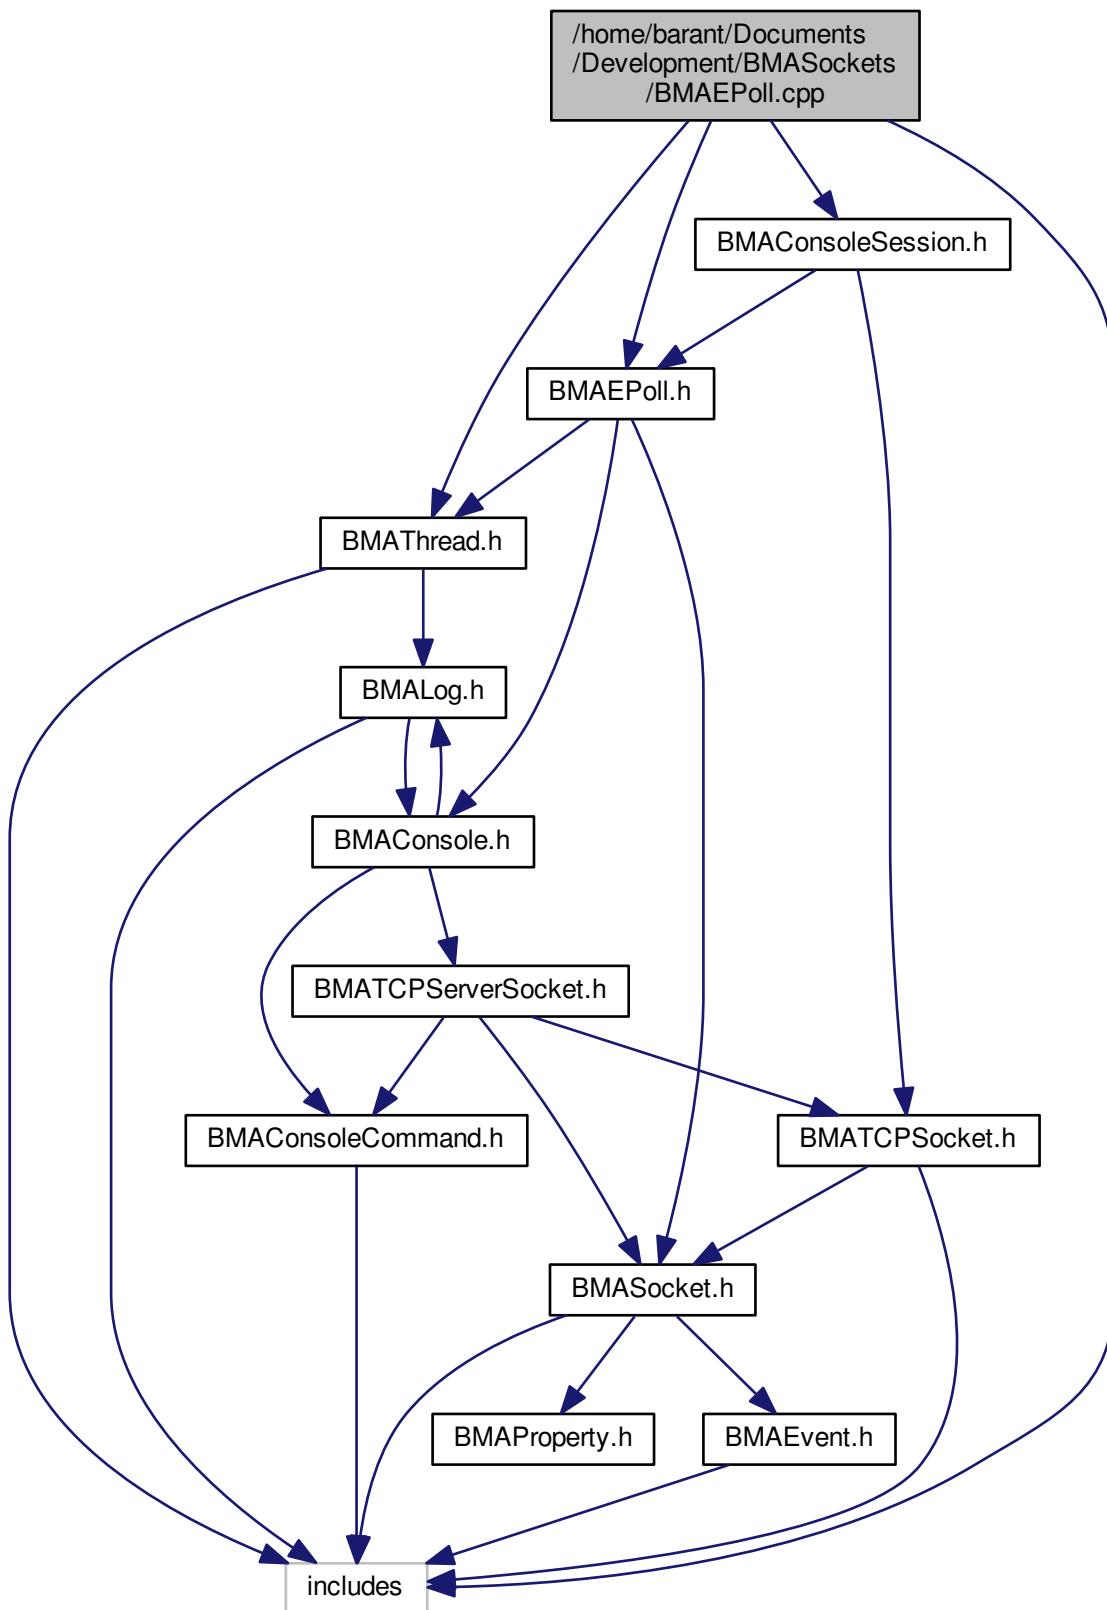 /home/barant/Documents
/Development/BMASockets
/BMAEPoll.cpp
BMAConsoleSession.h
BMAEPoll.h
BMAThread.h
BMALog.h
BMAConsole.h
BMATCPServerSocket.h
BMAConsoleCommand.h
BMATCPSocket.h
BMASocket.h
BMAProperty.h
BMAEvent.h
includes